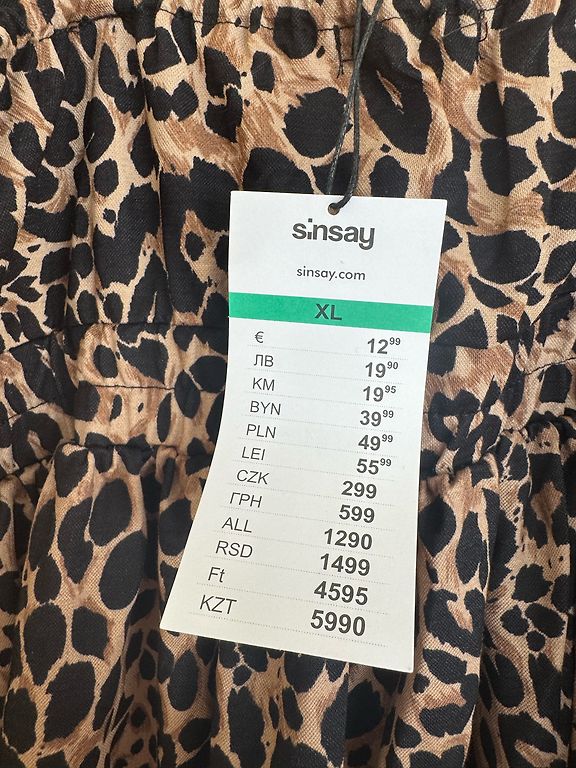 sinsay
sinsay.com
XL
€ 12⁹⁹
ЛВ 19⁹⁰
KM 19⁹⁵
BYN 39⁹⁹
PLN 49⁹⁹
LEI 55⁹⁹
CZK 299
ГРН 599
ALL 1290
RSD 1499
Ft 4595
KZT 5990